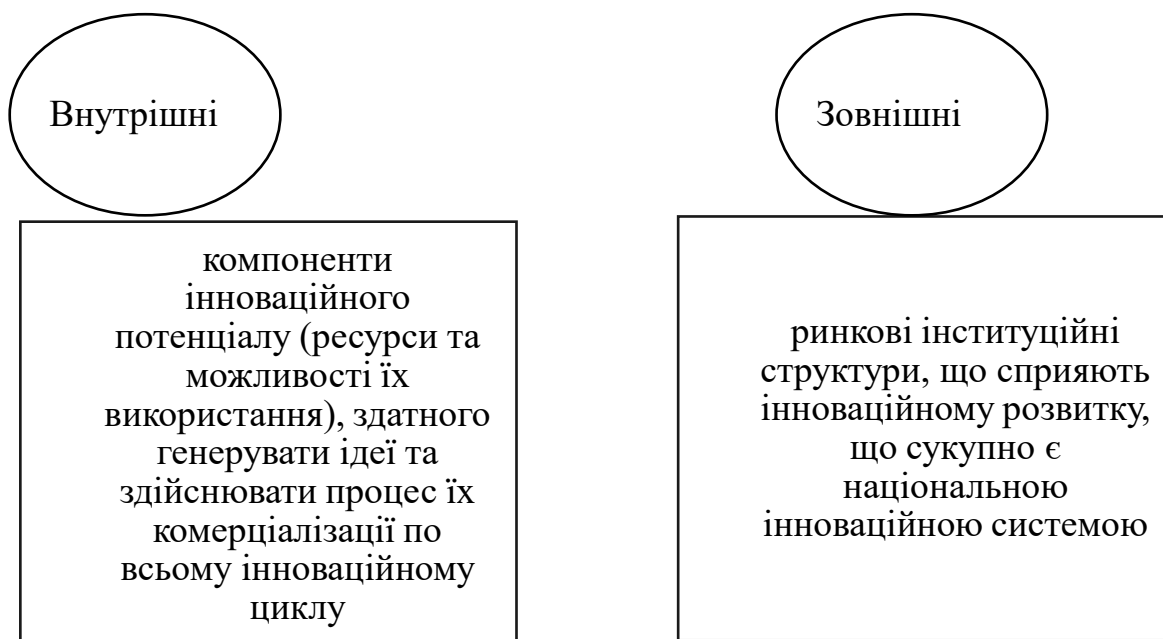 Внутрішні
компоненти
інноваційного
потенціалу (ресурси та
можливості їх
використання), здатного
генерувати ідеї та
здійснювати процес їх
комерціалізації по
всьому інноваційному
циклу
Зовнішні
ринкові інституційні
структури, що сприяють
інноваційному розвитку,
що сукупно є
національною
інноваційною системою